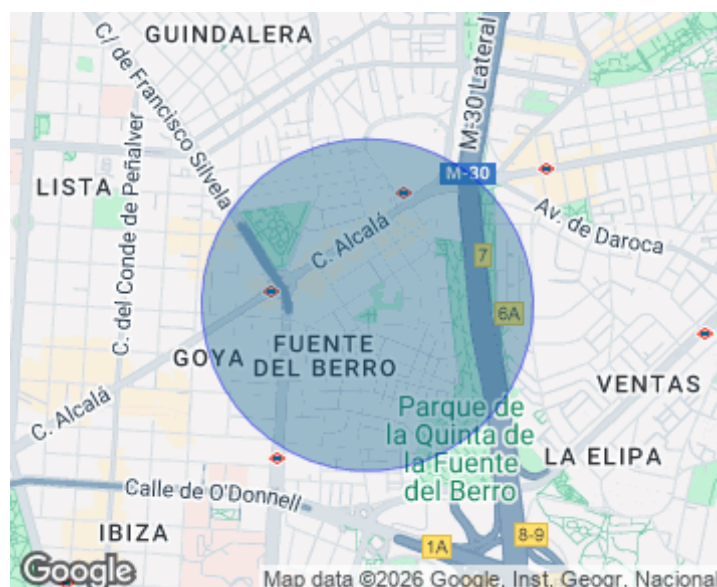 GUINDALERA
C/ de Francisco Silvela
M-30 Lateral
C. del Conde de Peñalver
LISTA
M-30
C. Alcalá
Av. de Daroca
7
6A
FUENTE
DEL BERRO
GOYA
VENTAS
C. Alcalá
Parque de
la Quinta de
la Fuente
del Berro
LA ELIPA
Calle de O'Donnell
IBIZA
1A
8-9
Google
Map data ©2026 Google, Inst. Geogr. Nacional